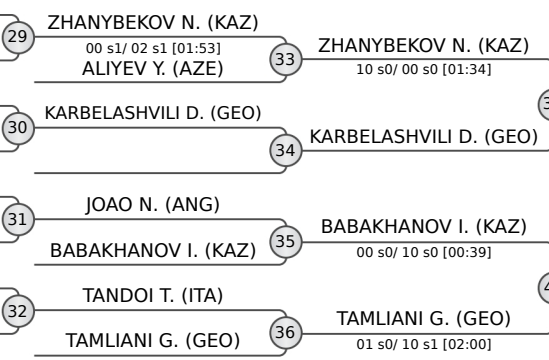 ZHANYBEKOV N. (KAZ)
29
00 s1/ 02 s1 [01:53]
ALIYEV Y. (AZE)
33
ZHANYBEKOV N. (KAZ)
10 s0/ 00 s0 [01:34]
30
KARBELASHVILI D. (GEO)
34
KARBELASHVILI D. (GEO)
31
JOAO N. (ANG)
BABAKHANOV I. (KAZ)
35
BABAKHANOV I. (KAZ)
00 s0/ 10 s0 [00:39]
32
TANDOI T. (ITA)
TAMLIANI G. (GEO)
36
TAMLIANI G. (GEO)
01 s0/ 10 s1 [02:00]